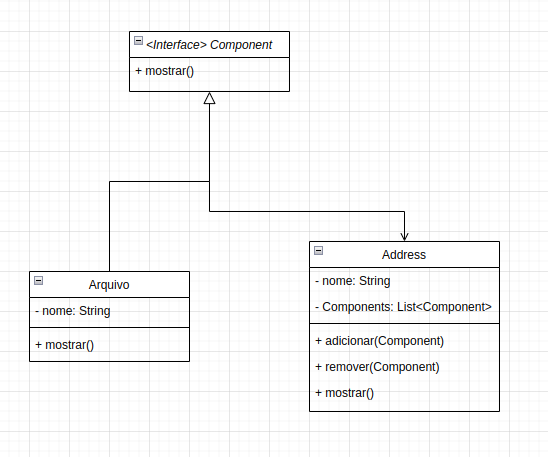 <Interface> Component
+ mostrar()
Arquivo
- nome: String
+ mostrar()
Address
- nome: String
- Components: List<Component>
+ adicionar(Component)
+ remover(Component)
+ mostrar()